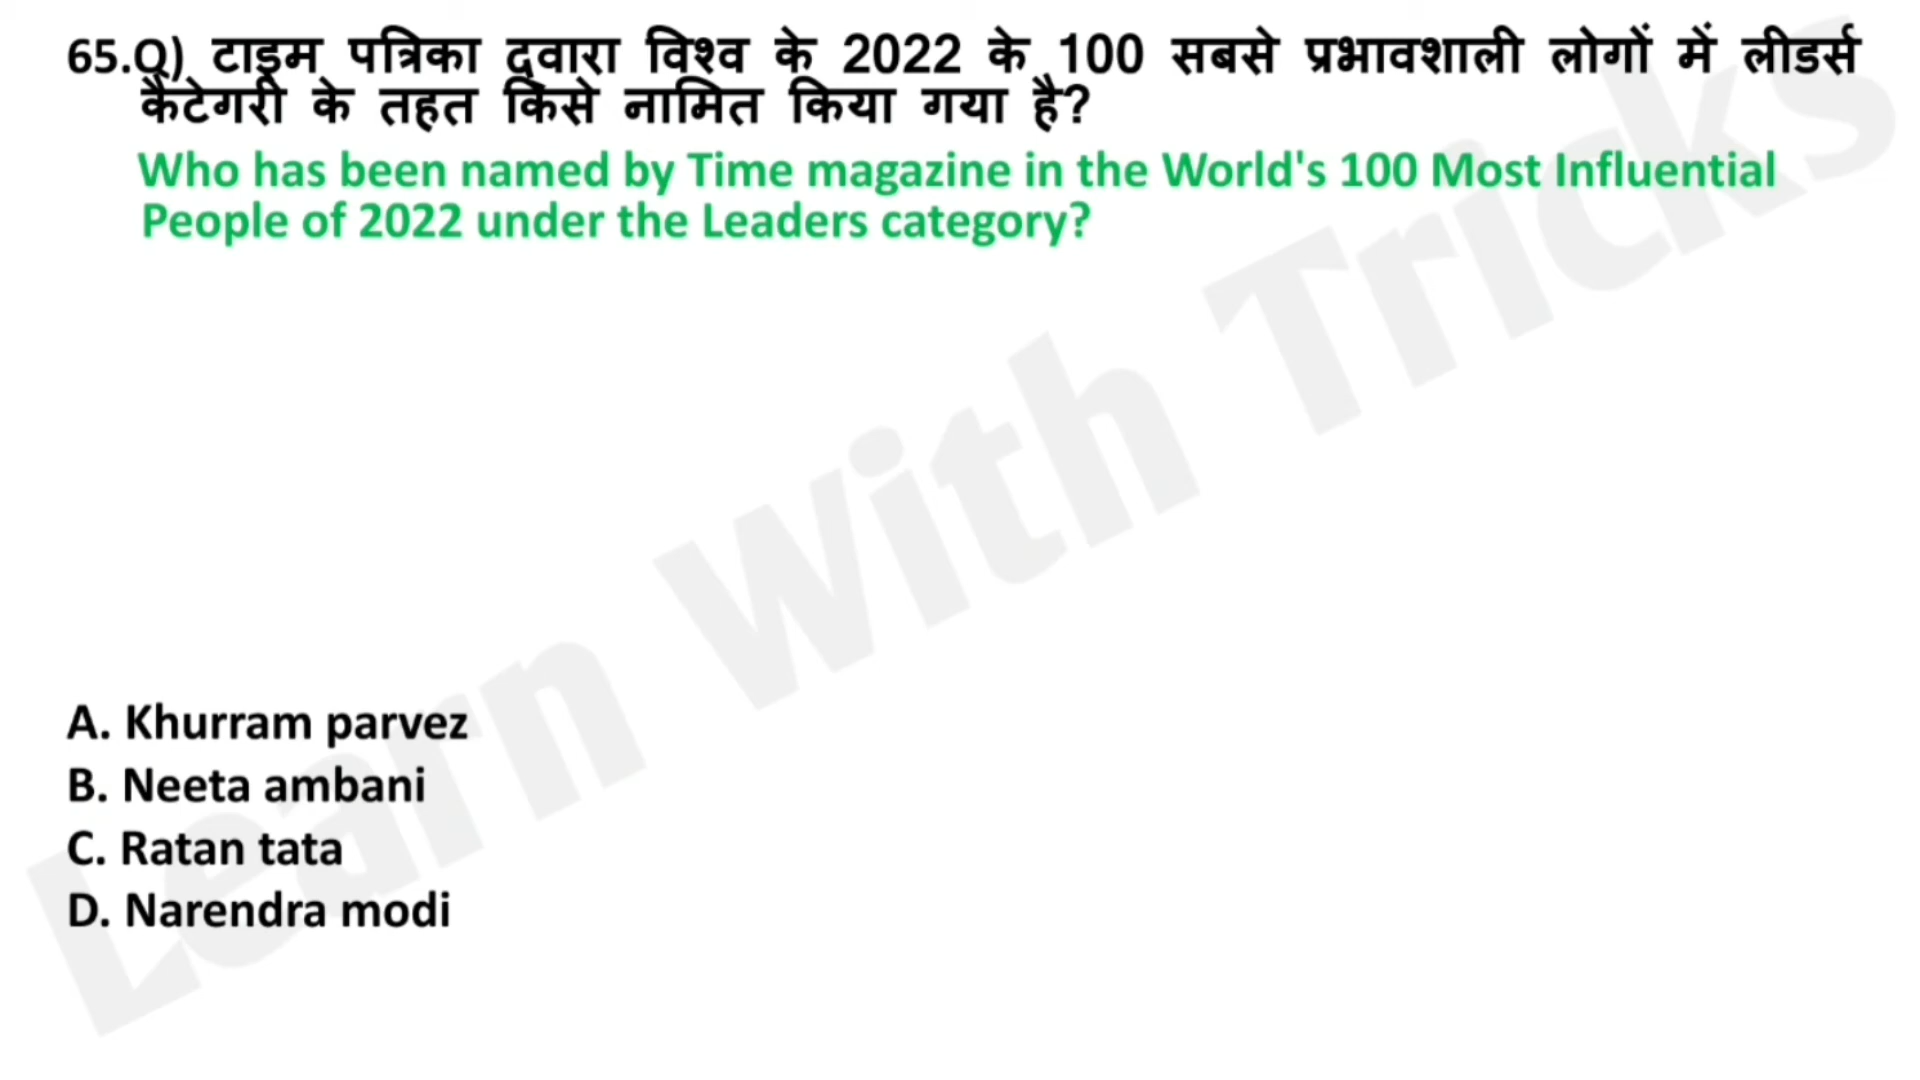 65.Q) टाइम पत्रिका द्वारा विश्व के 2022 के 100 सबसे प्रभावशाली लोगों में लीडर्स
कैटेगरी के तहत किसे नामित किया गया है?
Who has been named by Time magazine in the World's 100 Most Influential
People of 2022 under the Leaders category?
Learn With Tricks
A. Khurram parvez
B. Neeta ambani
C. Ratan tata
D. Narendra modi